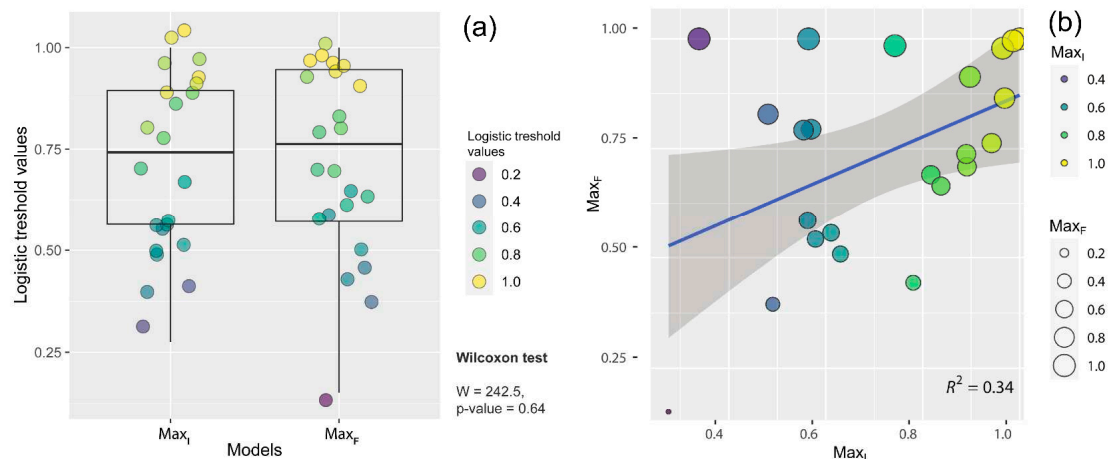 (a)
Logistic treshold values
1.00
0.75
0.50
0.25
Max_I
Max_F
Models
Logistic treshold
values
0.2
0.4
0.6
0.8
1.0
Wilcoxon test
W = 242.5,
p-value = 0.64
(b)
Max_F
1.00
0.75
0.50
0.25
R² = 0.34
0.4
0.6
0.8
1.0
Max_I
Max_I
0.4
0.6
0.8
1.0
Max_F
0.2
0.4
0.6
0.8
1.0